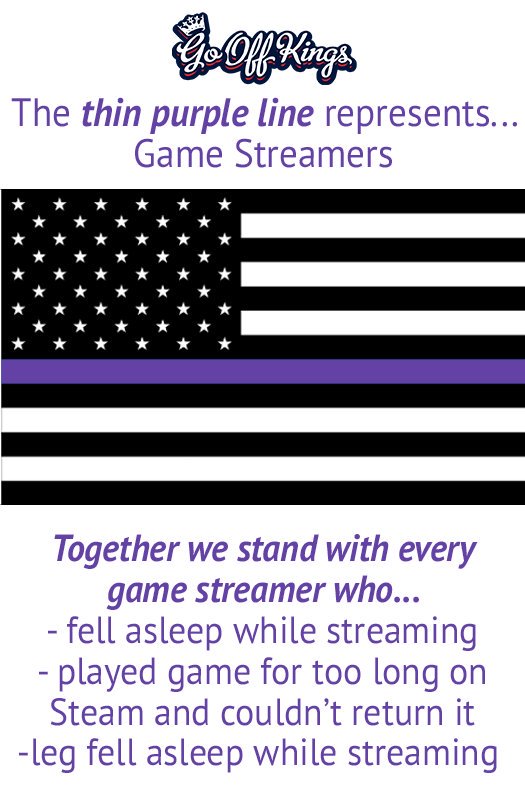 Go Off Kings
The thin purple line represents...
Game Streamers
Together we stand with every
game streamer who...
- fell asleep while streaming
- played game for too long on
Steam and couldn’t return it
-leg fell asleep while streaming